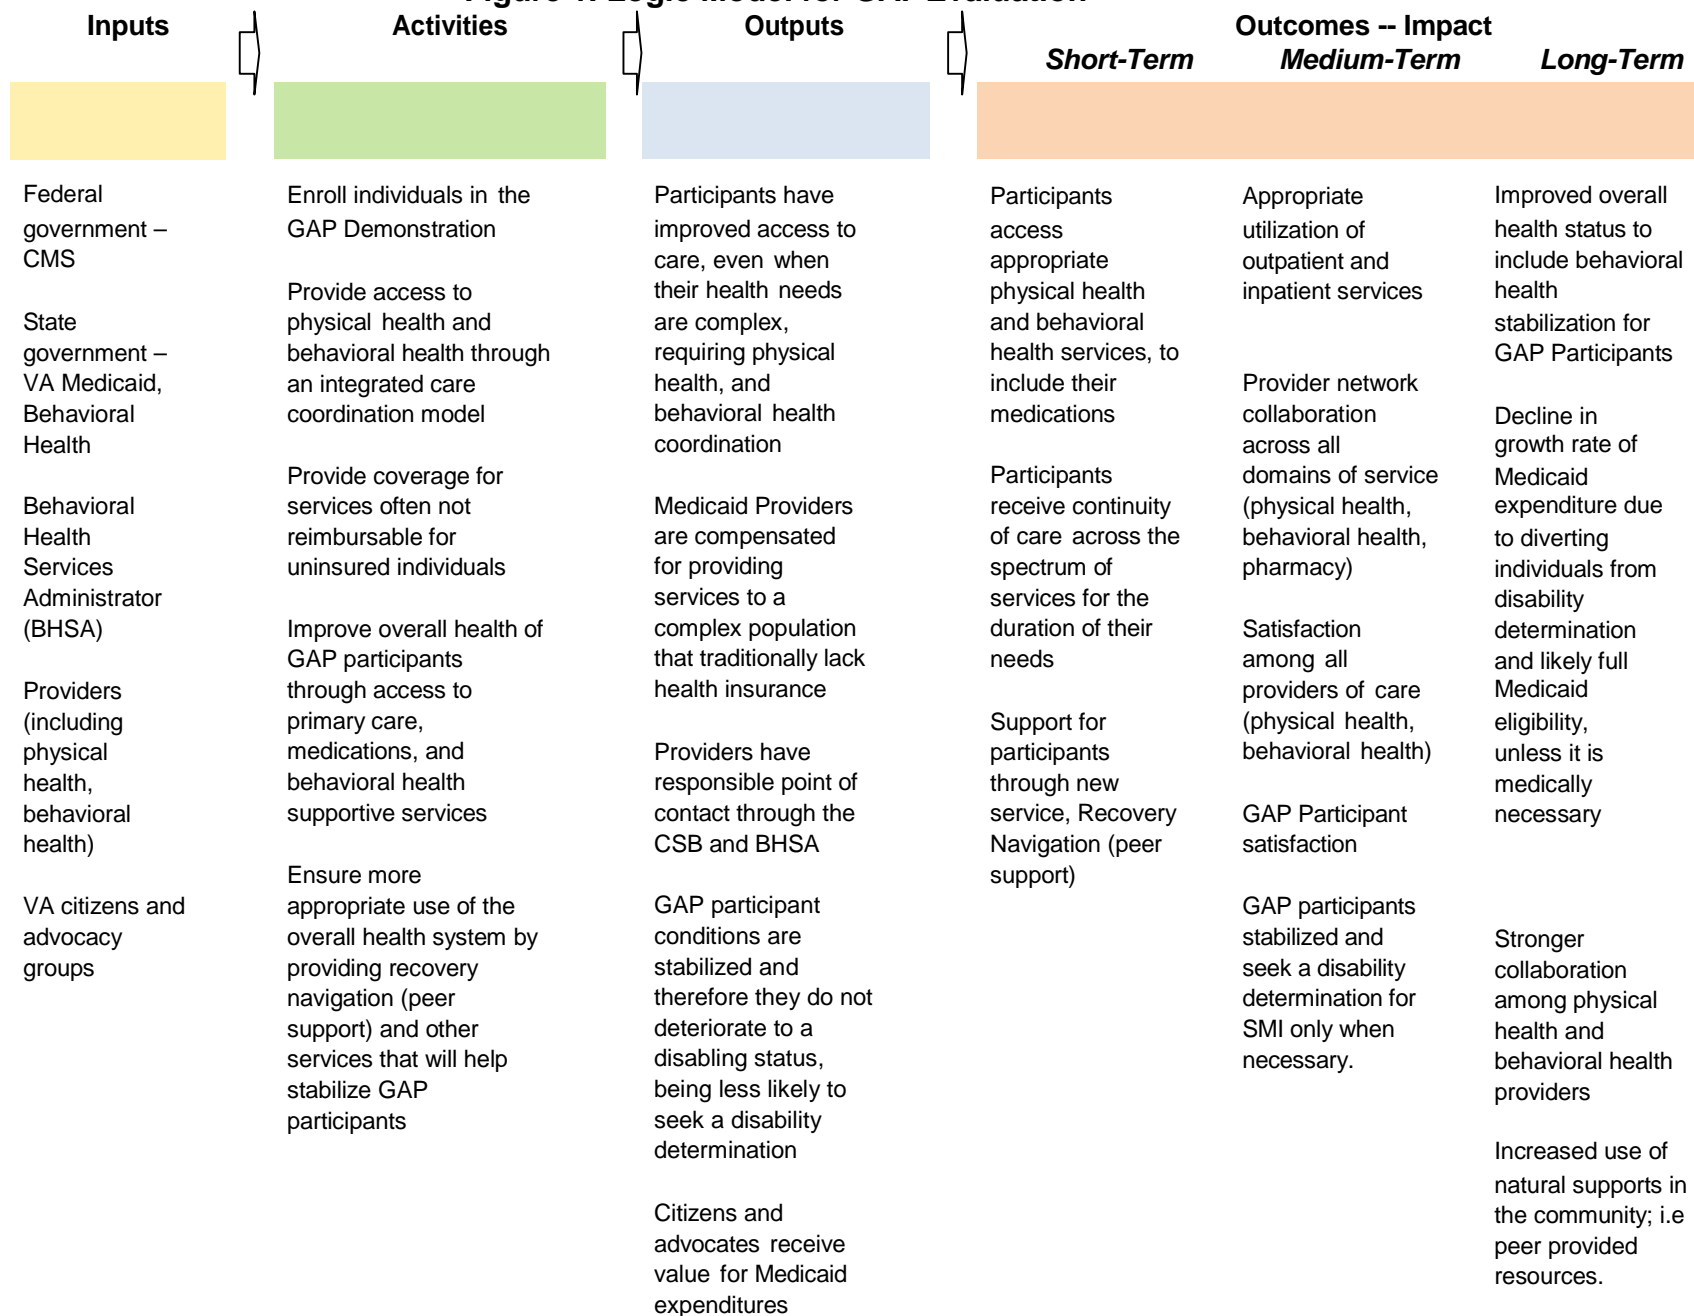 Figure 1. Logic Model for GAP Evaluation
Inputs
Activities
Outputs
Outcomes -- Impact
Short-Term
Medium-Term
Long-Term
Federal
government –
CMS
State
government –
VA Medicaid,
Behavioral
Health
Behavioral
Health
Services
Administrator
(BHSA)
Providers
(including
physical
health,
behavioral
health)
VA citizens and
advocacy
groups
Enroll individuals in the
GAP Demonstration
Provide access to
physical health and
behavioral health through
an integrated care
coordination model
Provide coverage for
services often not
reimbursable for
uninsured individuals
Improve overall health of
GAP participants
through access to
primary care,
medications, and
behavioral health
supportive services
Ensure more
appropriate use of the
overall health system by
providing recovery
navigation (peer
support) and other
services that will help
stabilize GAP
participants
Participants have
improved access to
care, even when
their health needs
are complex,
requiring physical
health, and
behavioral health
coordination
Medicaid Providers
are compensated
for providing
services to a
complex population
that traditionally lack
health insurance
Providers have
responsible point of
contact through the
CSB and BHSA
GAP participant
conditions are
stabilized and
therefore they do not
deteriorate to a
disabling status,
being less likely to
seek a disability
determination
Citizens and
advocates receive
value for Medicaid
expenditures
Participants
access
appropriate
physical health
and behavioral
health services, to
include their
medications
Participants
receive continuity
of care across the
spectrum of
services for the
duration of their
needs
Support for
participants
through new
service, Recovery
Navigation (peer
support)
Appropriate
utilization of
outpatient and
inpatient services
Provider network
collaboration
across all
domains of service
(physical health,
behavioral health,
pharmacy)
Satisfaction
among all
providers of care
(physical health,
behavioral health)
GAP Participant
satisfaction
GAP participants
stabilized and
seek a disability
determination for
SMI only when
necessary.
Improved overall
health status to
include behavioral
health
stabilization for
GAP Participants
Decline in
growth rate of
Medicaid
expenditure due
to diverting
individuals from
disability
determination
and likely full
Medicaid
eligibility,
unless it is
medically
necessary
Stronger
collaboration
among physical
health and
behavioral health
providers
Increased use of
natural supports in
the community; i.e
peer provided
resources.